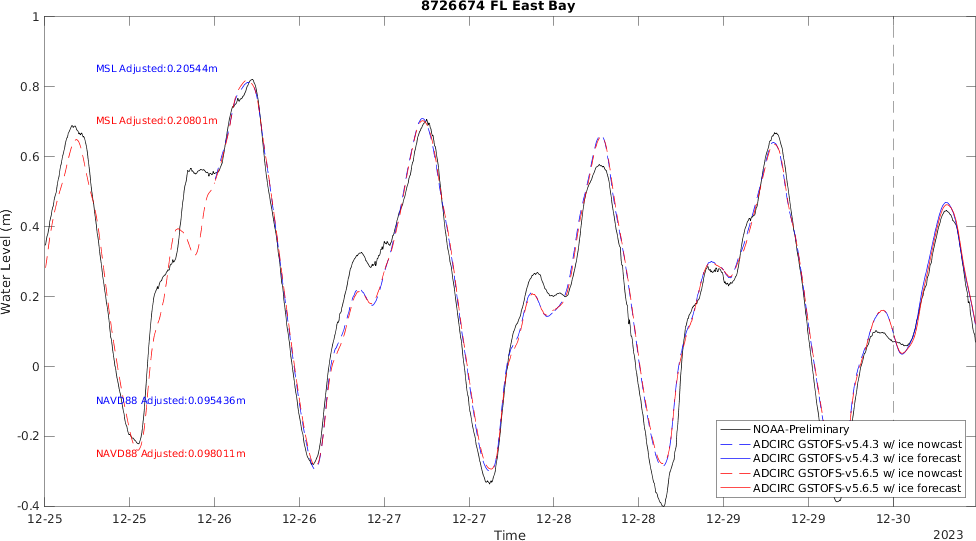 8726674 FL East Bay
1
0.8
0.6
0.4
0.2
0
-0.2
-0.4
Water Level (m)
MSL Adjusted:0.20544m
MSL Adjusted:0.20801m
NAVD88 Adjusted:0.095436m
NAVD88 Adjusted:0.098011m
NOAA-Preliminary
ADCIRC GSTOFS-v5.4.3 w/ ice nowcast
ADCIRC GSTOFS-v5.4.3 w/ ice forecast
ADCIRC GSTOFS-v5.6.5 w/ ice nowcast
ADCIRC GSTOFS-v5.6.5 w/ ice forecast
12-25 12-25 12-26 12-26 12-27 12-27 12-28 12-28 12-29 12-29 12-30
Time
2023